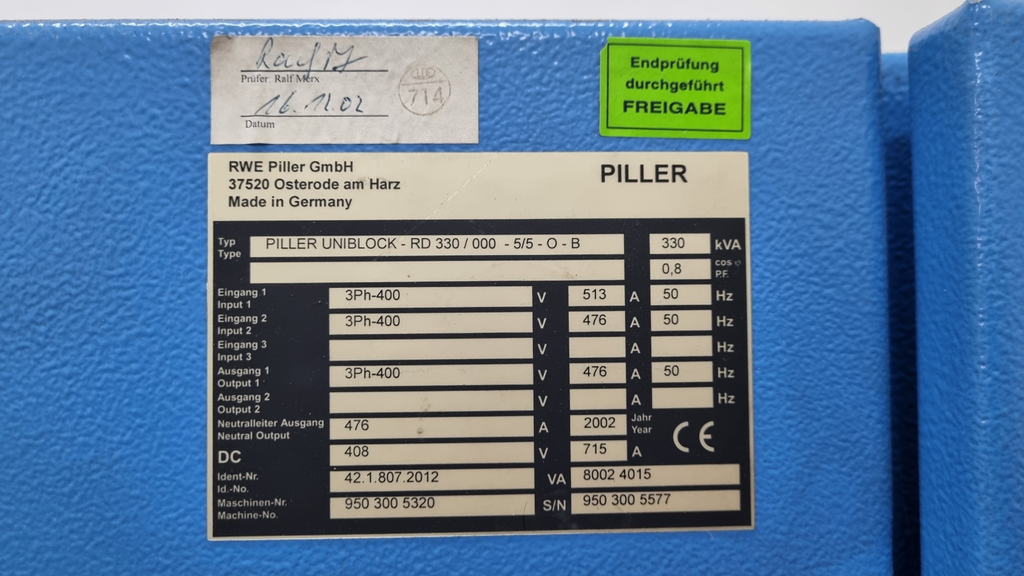 Prüfer Ralf Merx
714
16.12.02
Datum
Endprüfung
durchgeführt
FREIGABE
RWE Piller GmbH
37520 Osterode am Harz
Made in Germany
PILLER
Typ PILLER UNIBLOCK - RD 330 / 000 - 5/5 - O - B 330 kVA
Type
0,8 cos φ
P.F.
Eingang 1 3Ph-400 V 513 A 50 Hz
Input 1
Eingang 2 3Ph-400 V 476 A 50 Hz
Input 2
Eingang 3 V A Hz
Input 3
Ausgang 1 3Ph-400 V 476 A 50 Hz
Output 1
Ausgang 2 V A Hz
Output 2
Neutralleiter Ausgang 476 A 2002 Jahr
Neutral Output Year
CE
DC 408 V 715 A
Ident-Nr. 42.1.807.2012 VA 8002 4015
Id.-No.
Maschinen-Nr. 950 300 5320 S/N 950 300 5577
Machine-No.